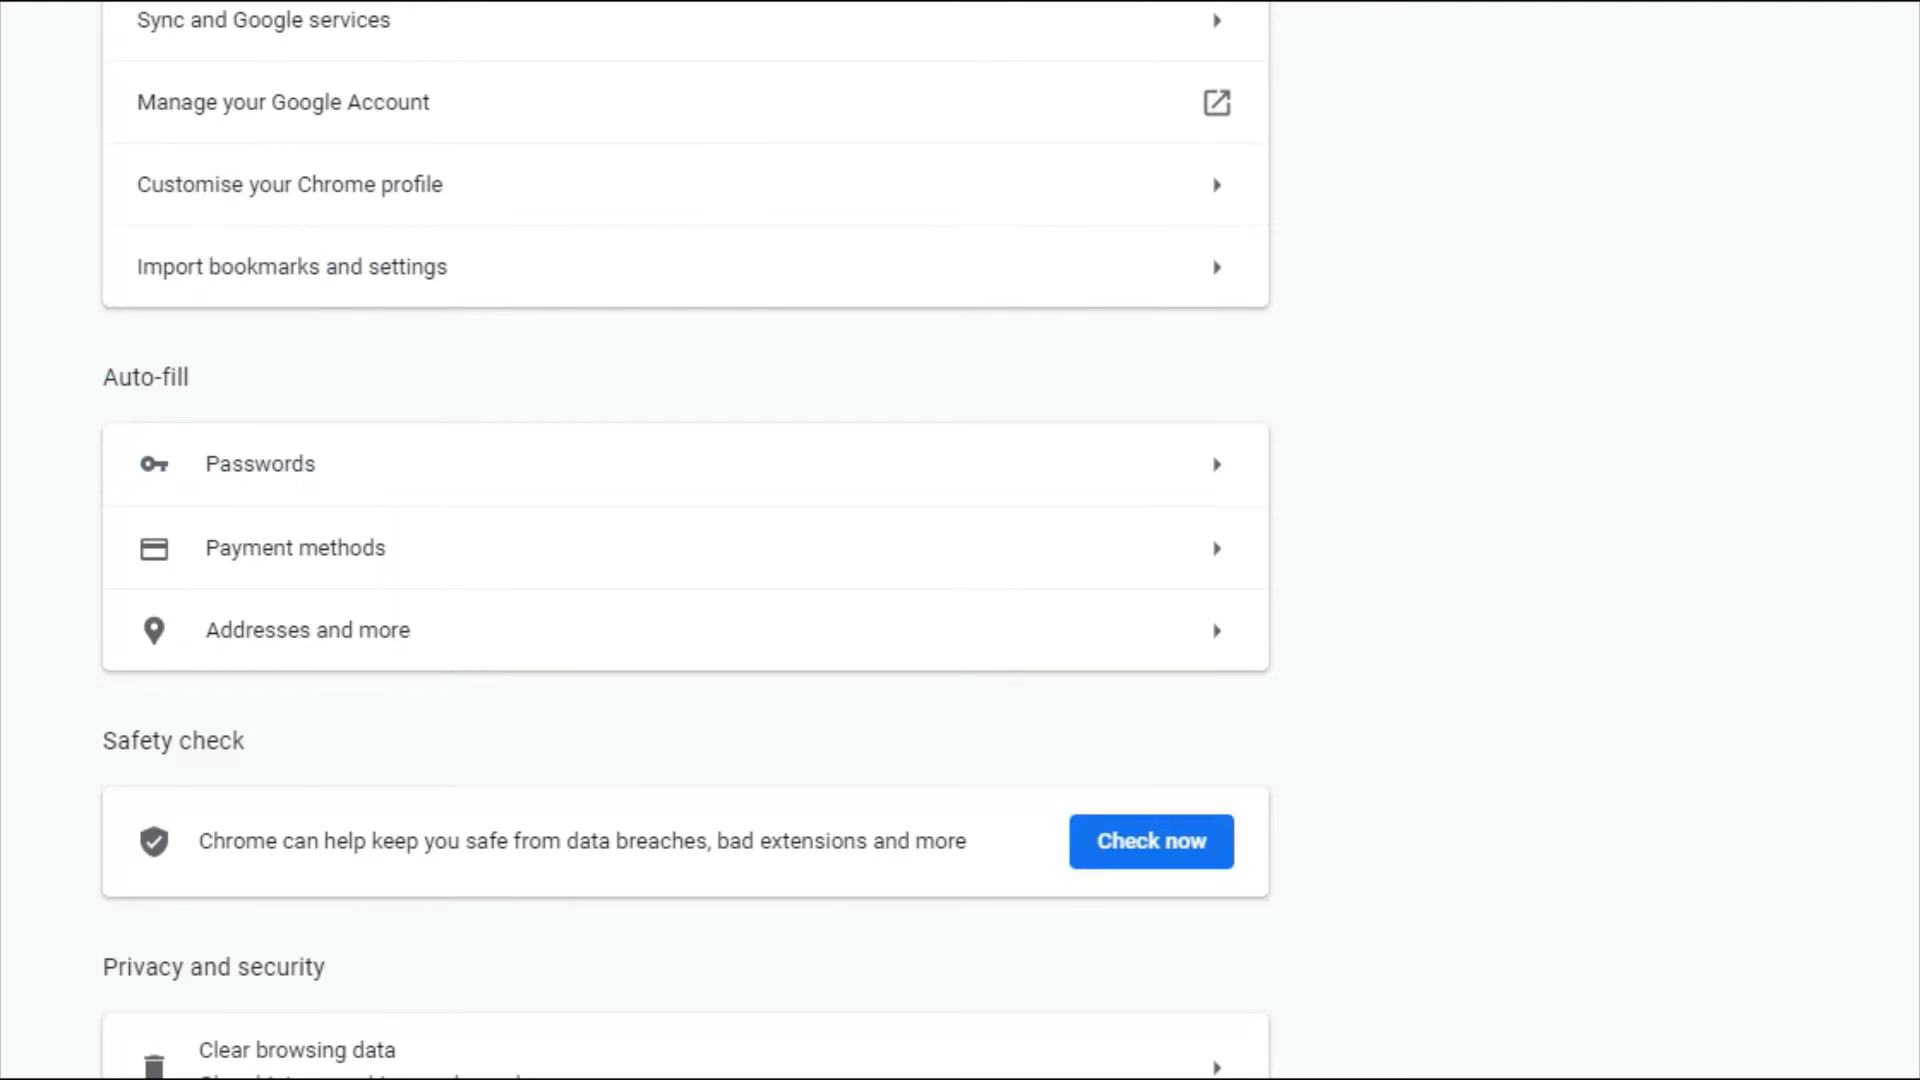 Sync and Google services
Manage your Google Account
Customise your Chrome profile
Import bookmarks and settings
Auto-fill
Passwords
Payment methods
Addresses and more
Safety check
Chrome can help keep you safe from data breaches, bad extensions and more
Check now
Privacy and security
Clear browsing data